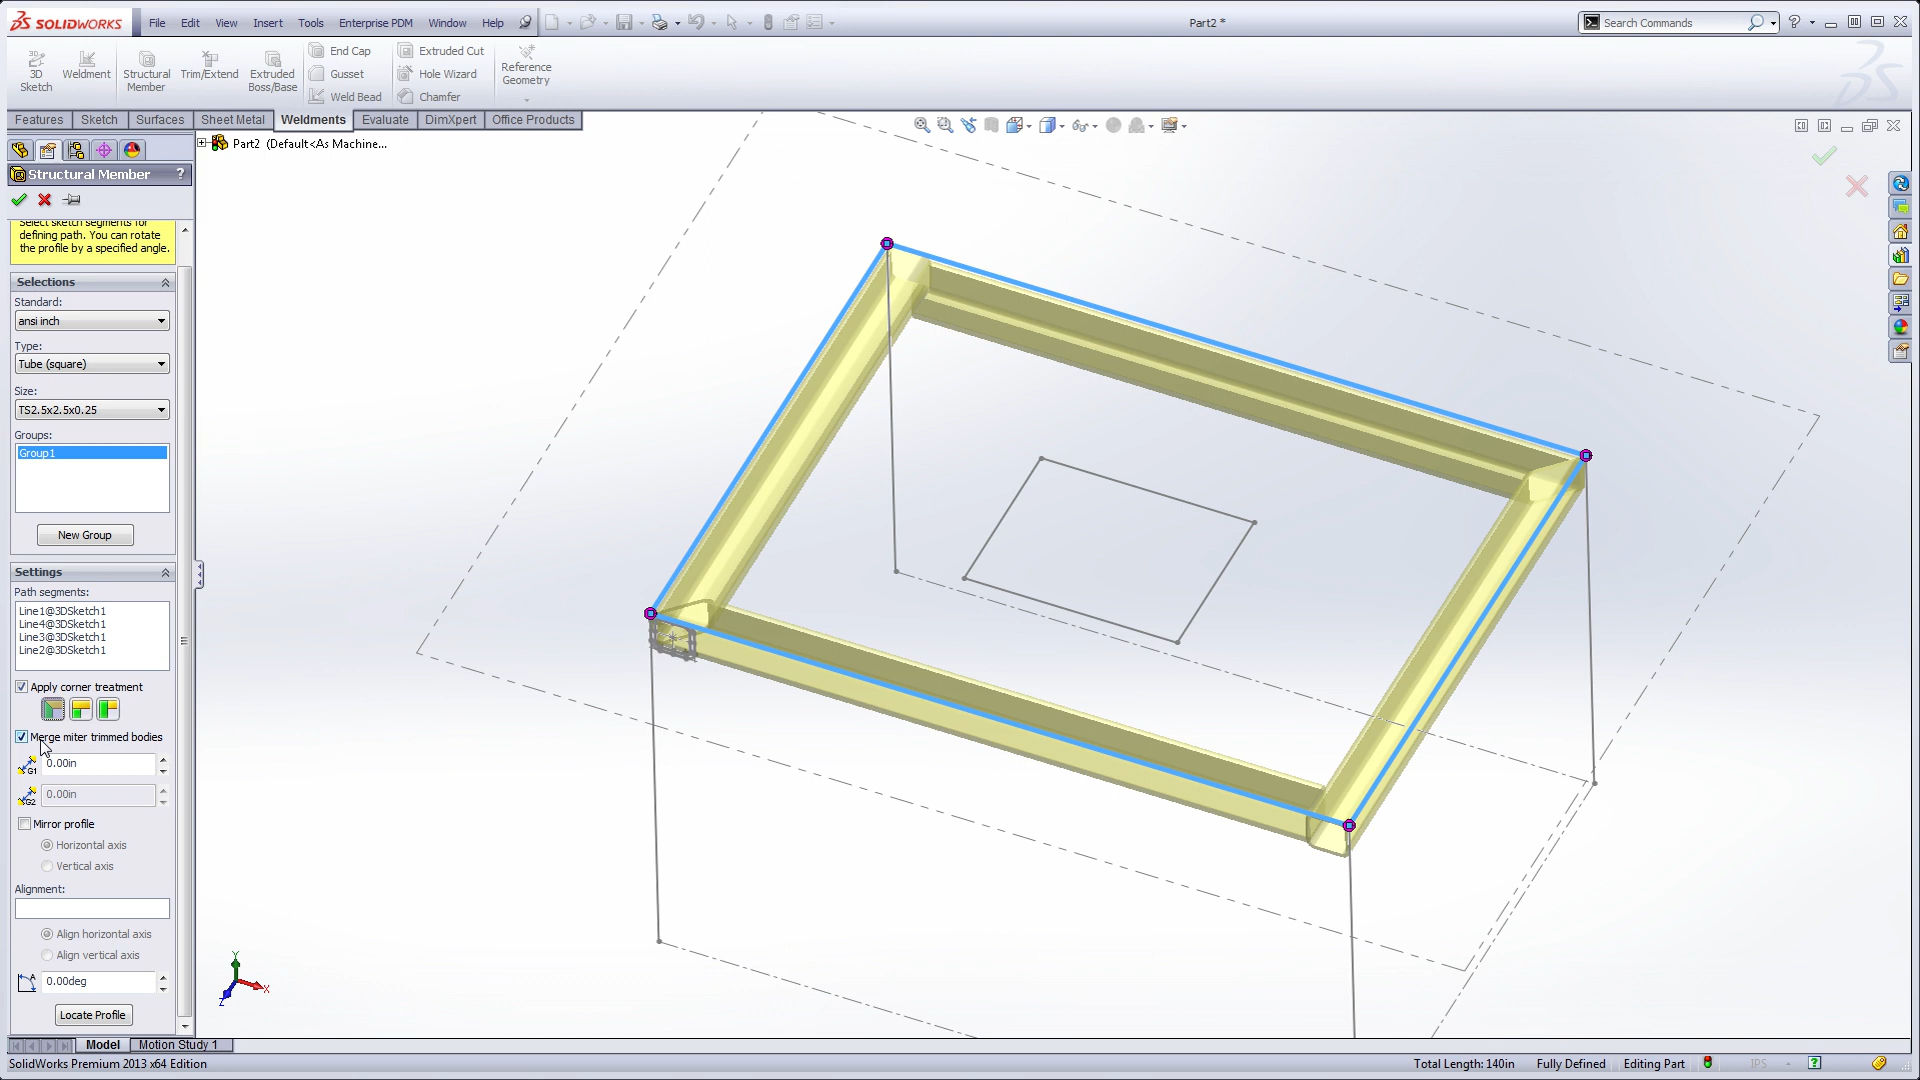 SOLIDWORKS
File Edit View Insert Tools Enterprise PDM Window Help
Part2 *
Search Commands
3D Sketch
Weldment
Structural Member
Trim/Extend
Extruded Boss/Base
End Cap
Gusset
Weld Bead
Extruded Cut
Hole Wizard
Chamfer
Reference Geometry
Features Sketch Surfaces Sheet Metal Weldments Evaluate DimXpert Office Products
Part2 (Default<As Machine...
Structural Member ?
Select sketch segments for
defining path. You can rotate
the profile by a specified angle.
Selections
Standard:
ansi inch
Type:
Tube (square)
Size:
TS2.5x2.5x0.25
Groups:
Group1
New Group
Settings
Path segments:
Line1@3DSketch1
Line4@3DSketch1
Line3@3DSketch1
Line2@3DSketch1
Apply corner treatment
Merge miter trimmed bodies
G1 0.00in
G2 0.00in
Mirror profile
Horizontal axis
Vertical axis
Alignment:
Align horizontal axis
Align vertical axis
0.00deg
Locate Profile
Y
X
Z
Model Motion Study 1
SolidWorks Premium 2013 x64 Edition
Total Length: 140in Fully Defined Editing Part IPS